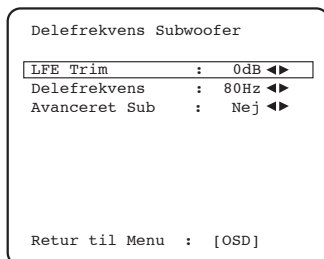 Delefrekvens Subwoofer
LFE Trim : 0dB ◄►
Delefrekvens : 80Hz ◄►
Avanceret Sub : Nej ◄►
Retur til Menu : [OSD]